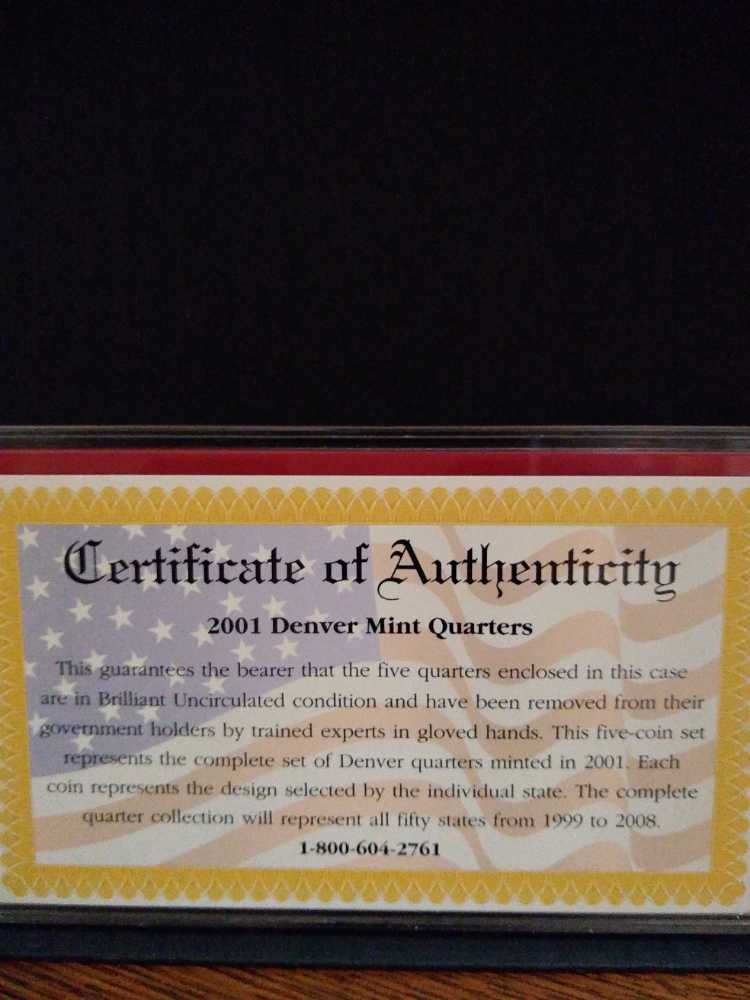 Certificate of Authenticity
2001 Denver Mint Quarters
This guarantees the bearer that the five quarters enclosed in this case
are in Brilliant Uncirculated condition and have been removed from their
government holders by trained experts in gloved hands. This five-coin set
represents the complete set of Denver quarters minted in 2001. Each
coin represents the design selected by the individual state. The complete
quarter collection will represent all fifty states from 1999 to 2008.
1-800-604-2761